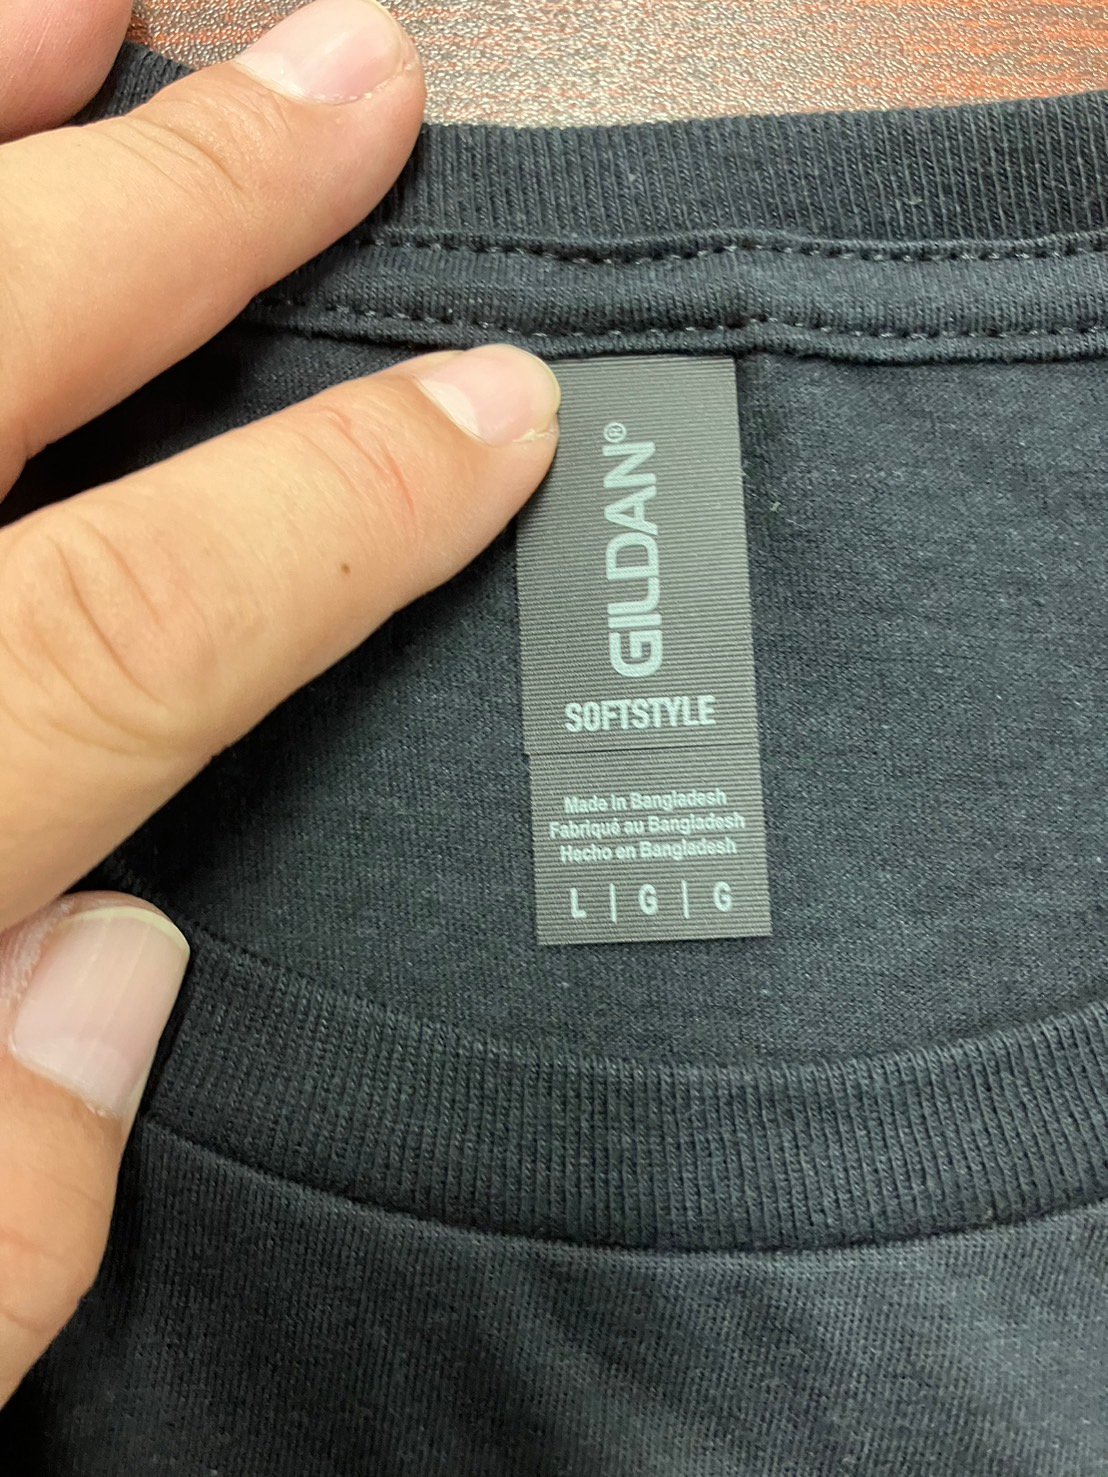 GILDAN®
SOFTSTYLE
Made in Bangladesh
Fabriqué au Bangladesh
Hecho en Bangladesh
L | G | G